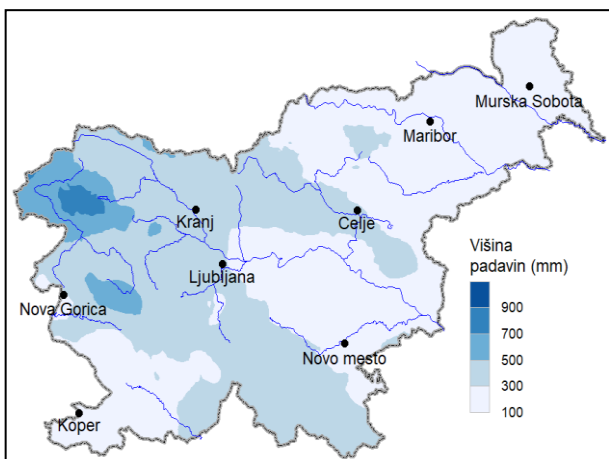 Murska Sobota
Maribor
Kranj
Celje
Ljubljana
Nova Gorica
Novo mesto
Koper
Višina
padavin (mm)
900
700
500
300
100